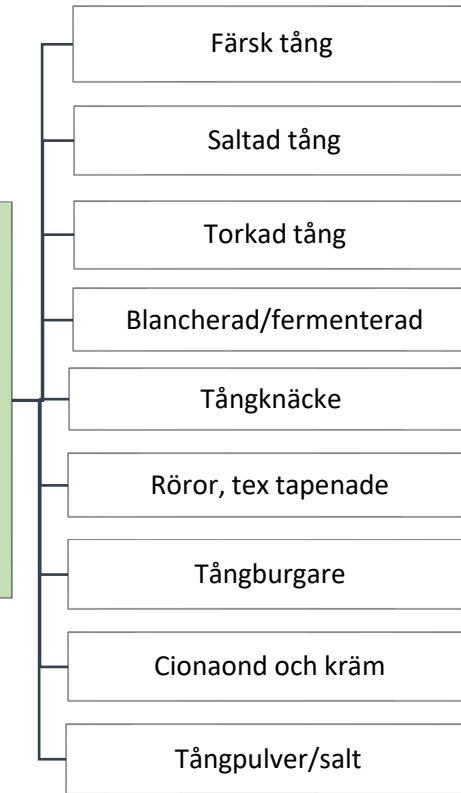 Färsk tång
Saltad tång
Torkad tång
Blancherad/fermenterad
Tångknäcke
Röror, tex tapenade
Tångburgare
Cionaond och kräm
Tångpulver/salt